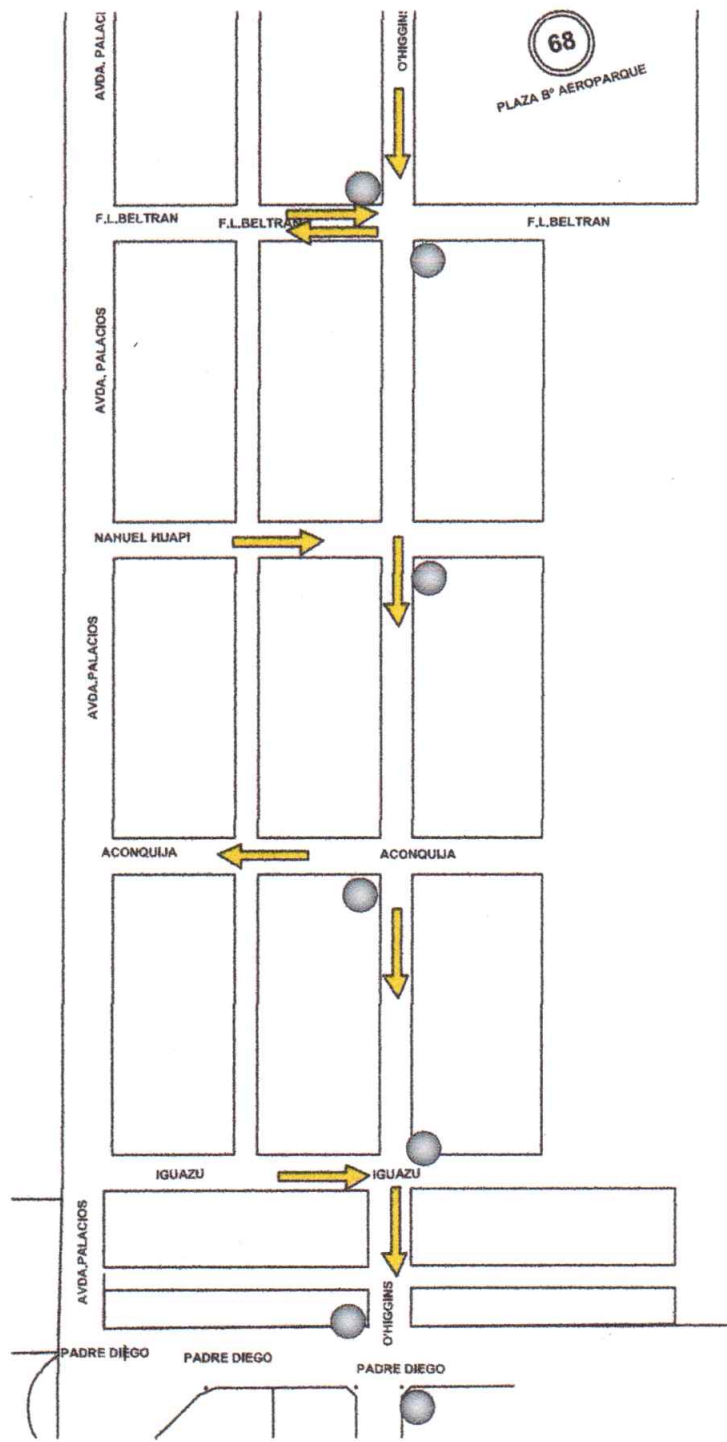 AVDA. PALACI
O'HIGGINS
68
PLAZA Bº AEROPARQUE
F.L.BELTRAN
F.L.BELTRAN
F.L.BELTRAN
AVDA. PALACIOS
NAHUEL HUAPI
AVDA.PALACIOS
ACONQUIJA
ACONQUIJA
IGUAZU
IGUAZU
AVDA.PALACIOS
O'HIGGINS
PADRE DIEGO
PADRE DIEGO
PADRE DIEGO